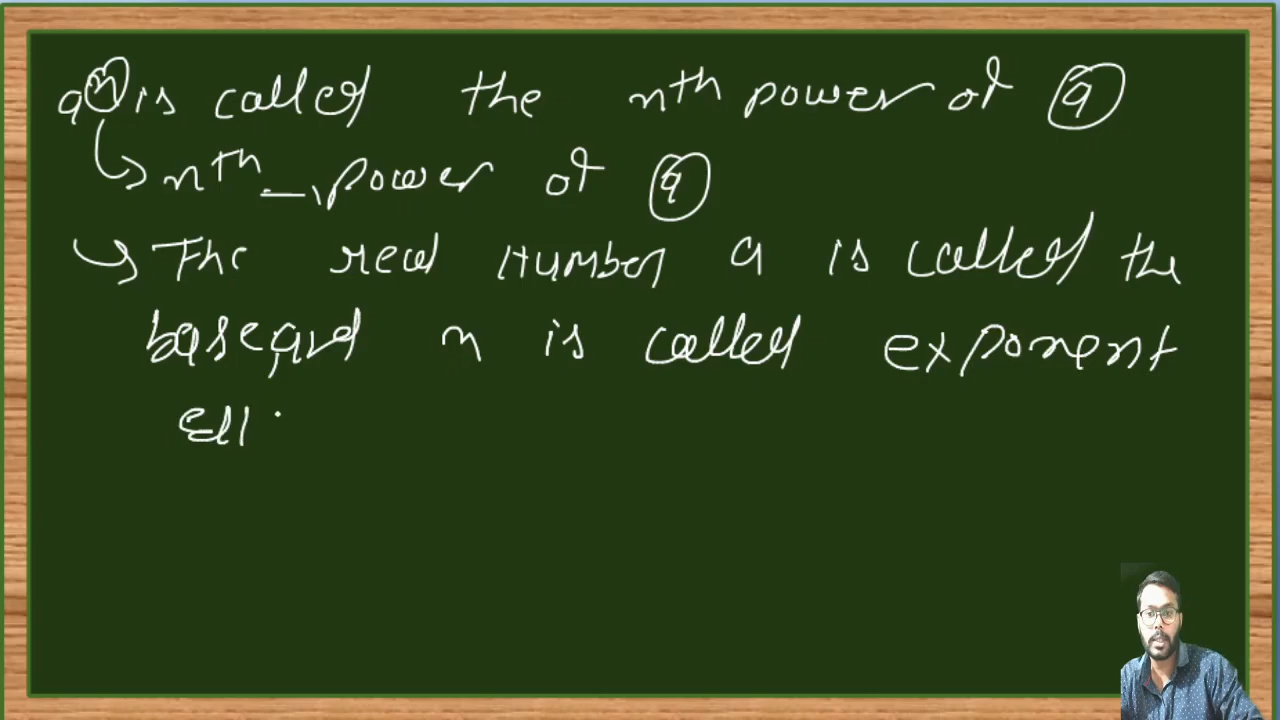 aⁿ is called the nth power of a
nth power of a
The real number a is called the
base, and n is called exponent